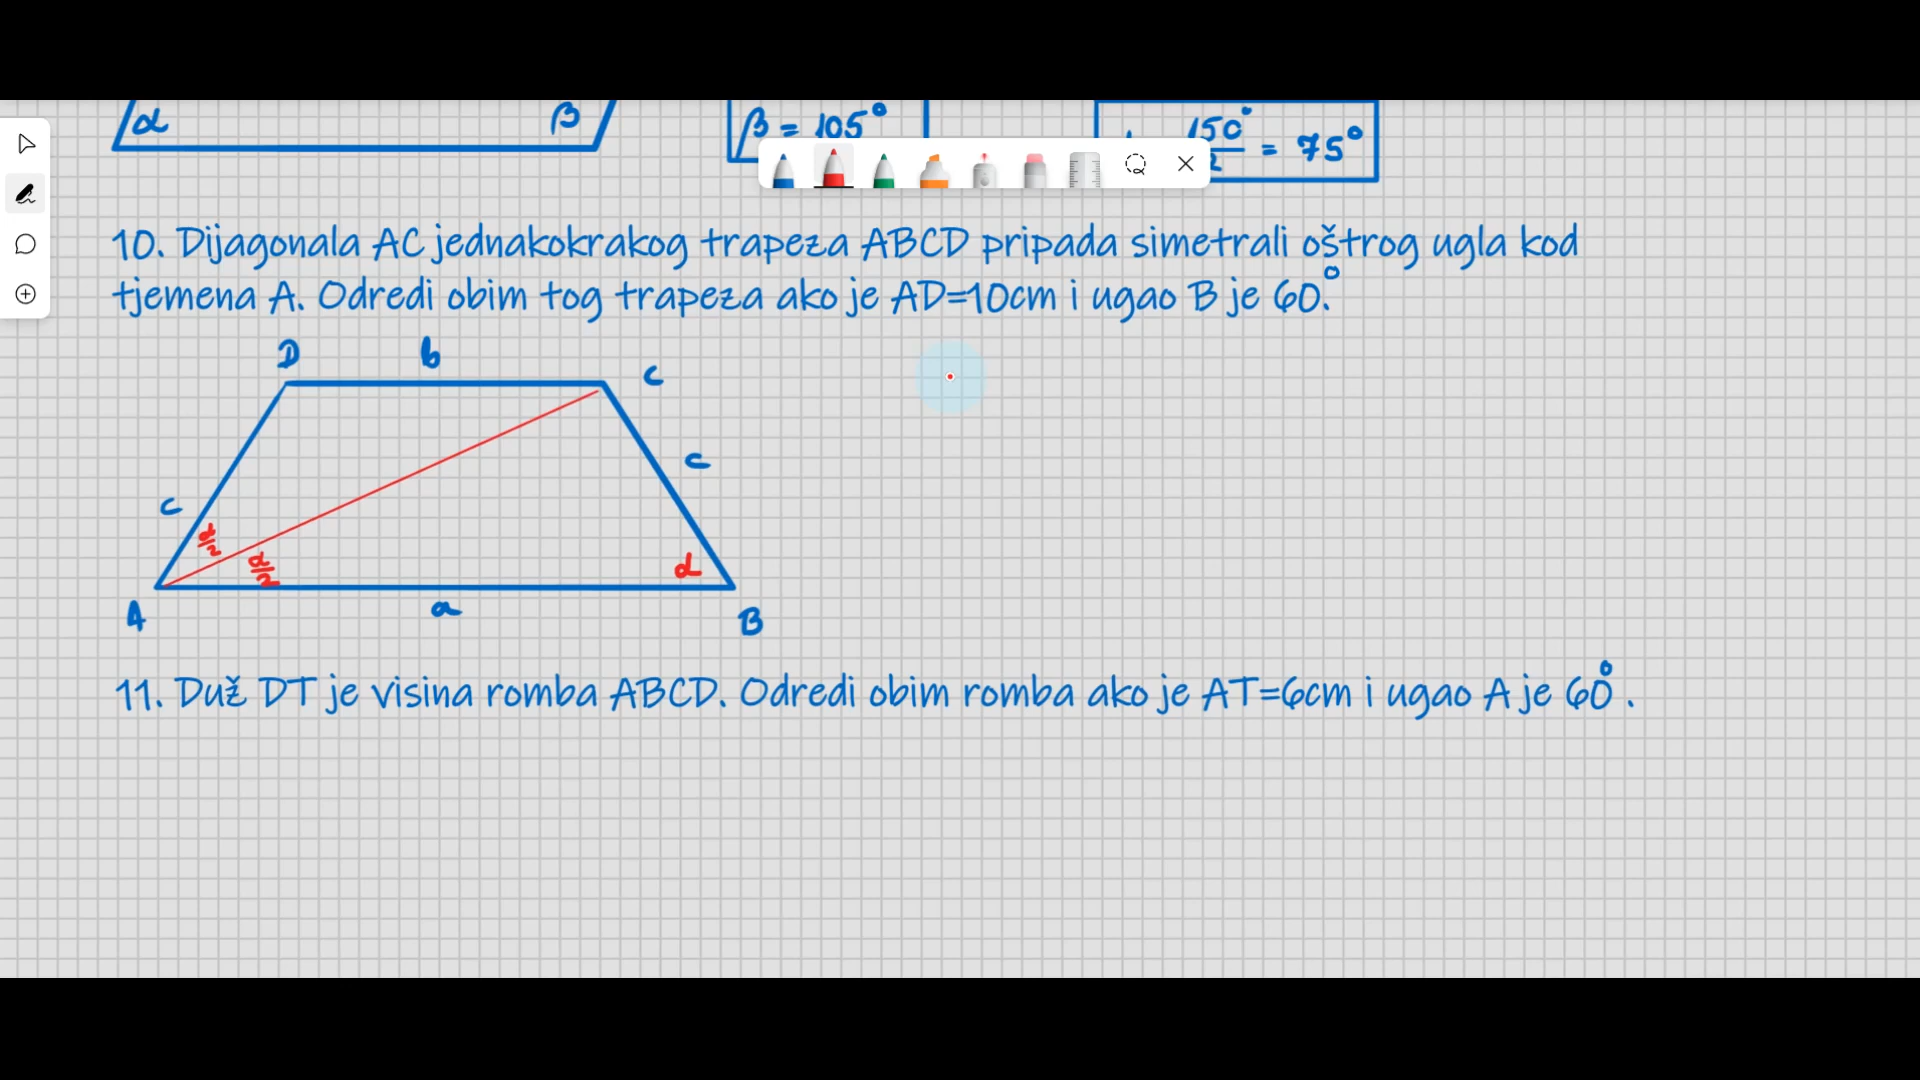 α β β = 105° 150° = 75°
2
10. Dijagonala AC jednakokrakog trapeza ABCD pripada simetrali oštrog ugla kod
tjemena A. Odredi obim tog trapeza ako je AD=10cm i ugao B je 60°.
D b C
c
c
α/2
α/2 α
A a B
11. Duž DT je visina romba ABCD. Odredi obim romba ako je AT=6cm i ugao A je 60°.